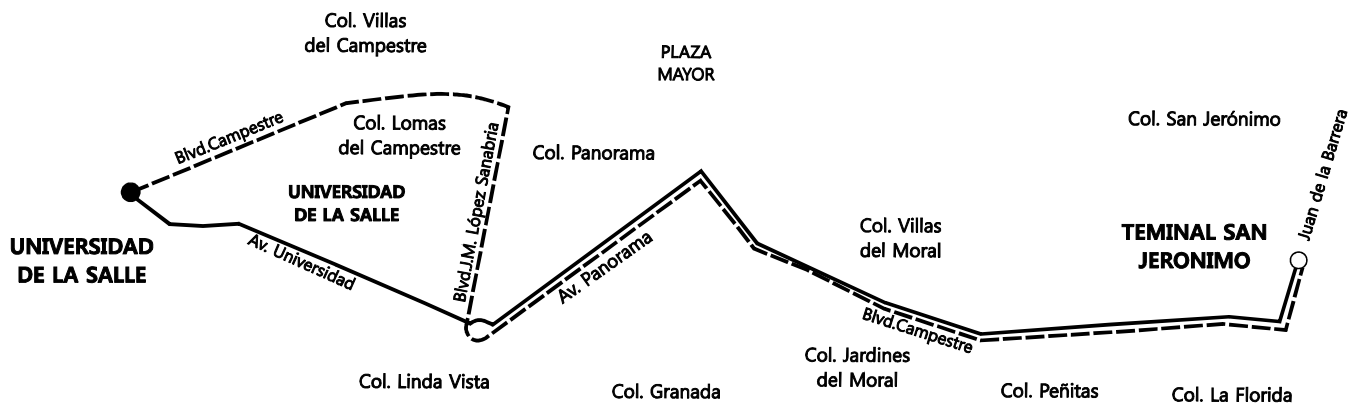 Col. Villas
del Campestre
PLAZA
MAYOR
Blvd.Campestre
Col. Lomas
del Campestre
Blvd.J.M. López Sanabria
Col. Panorama
Col. San Jerónimo
Juan de la Barrera
UNIVERSIDAD
DE LA SALLE
UNIVERSIDAD
DE LA SALLE
Av. Universidad
Av. Panorama
Col. Villas
del Moral
TEMINAL SAN
JERONIMO
Blvd.Campestre
Col. Jardines
del Moral
Col. Linda Vista
Col. Granada
Col. Peñitas
Col. La Florida